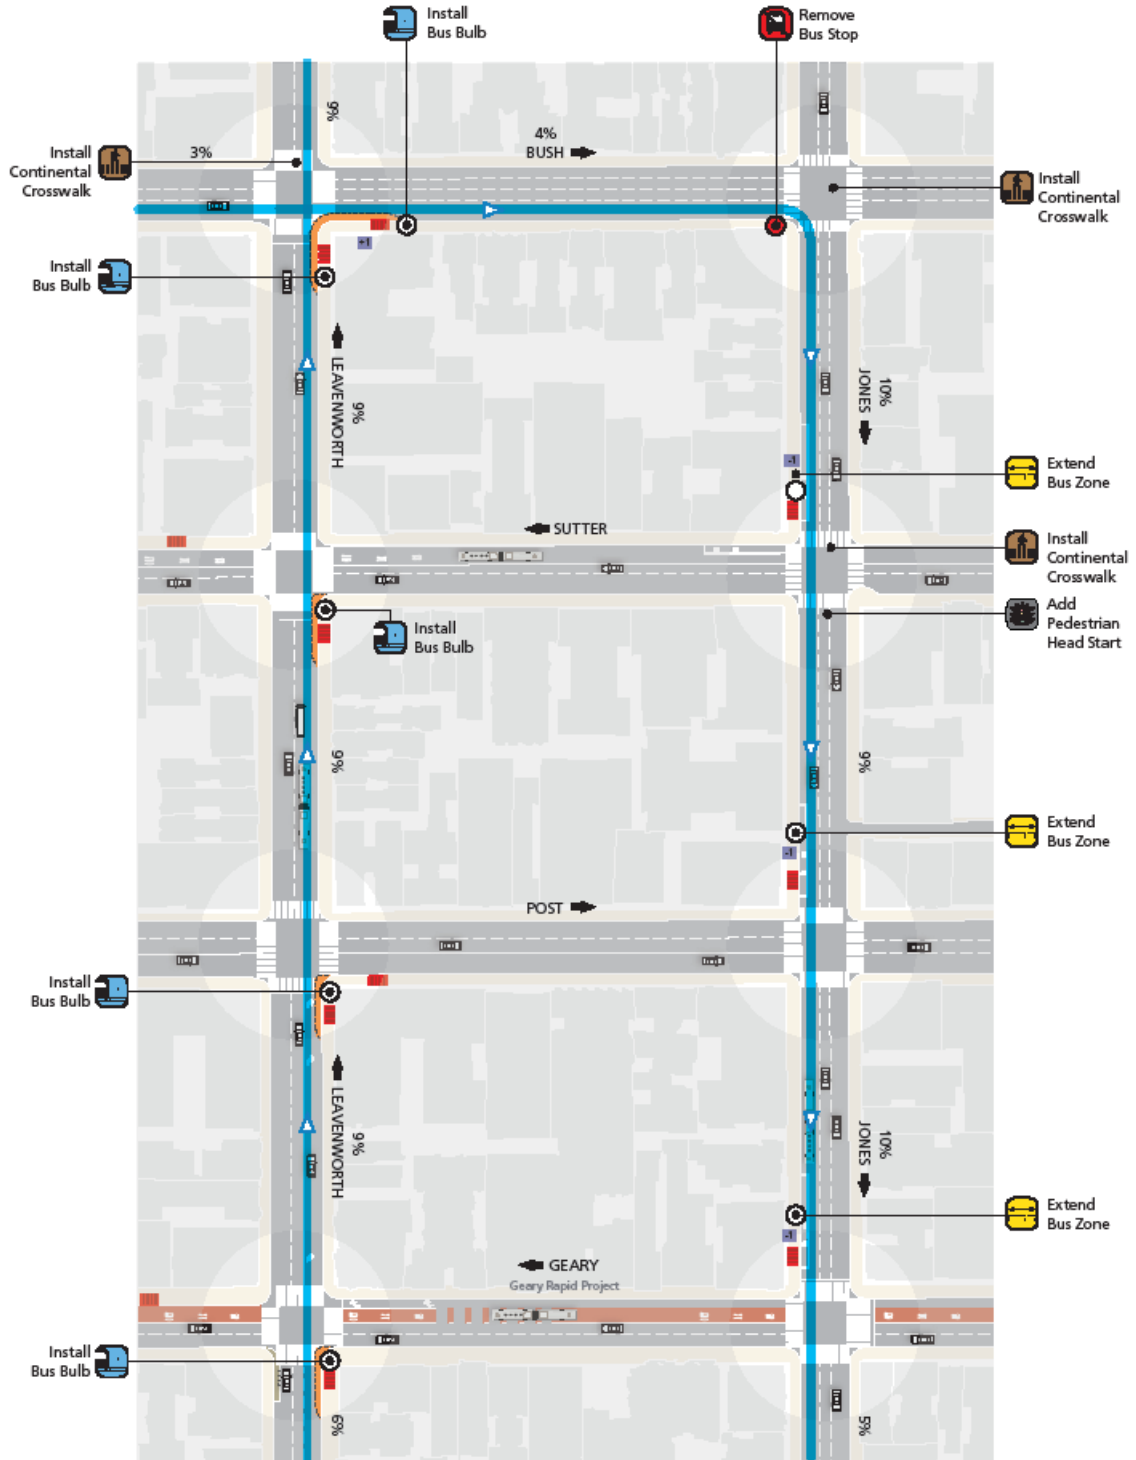 Install
Bus Bulb
Remove
Bus Stop
9%
4%
BUSH
3%
Install
Continental
Crosswalk
Install
Continental
Crosswalk
+1
Install
Bus Bulb
LEAVENWORTH
9%
JONES
10%
-1
Extend
Bus Zone
SUTTER
Install
Continental
Crosswalk
Add
Pedestrian
Head Start
Install
Bus Bulb
9%
9%
Extend
Bus Zone
-1
POST
Install
Bus Bulb
LEAVENWORTH
9%
JONES
10%
Extend
Bus Zone
-1
GEARY
Geary Rapid Project
Install
Bus Bulb
6%
5%